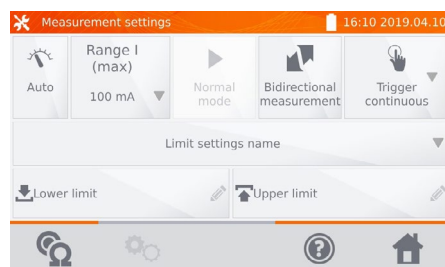 Measurement settings
16:10 2019.04.10
Auto
Range I
(max)
100 mA
Normal
mode
Bidirectional
measurement
Trigger
continuous
Limit settings name
Lower limit
Upper limit